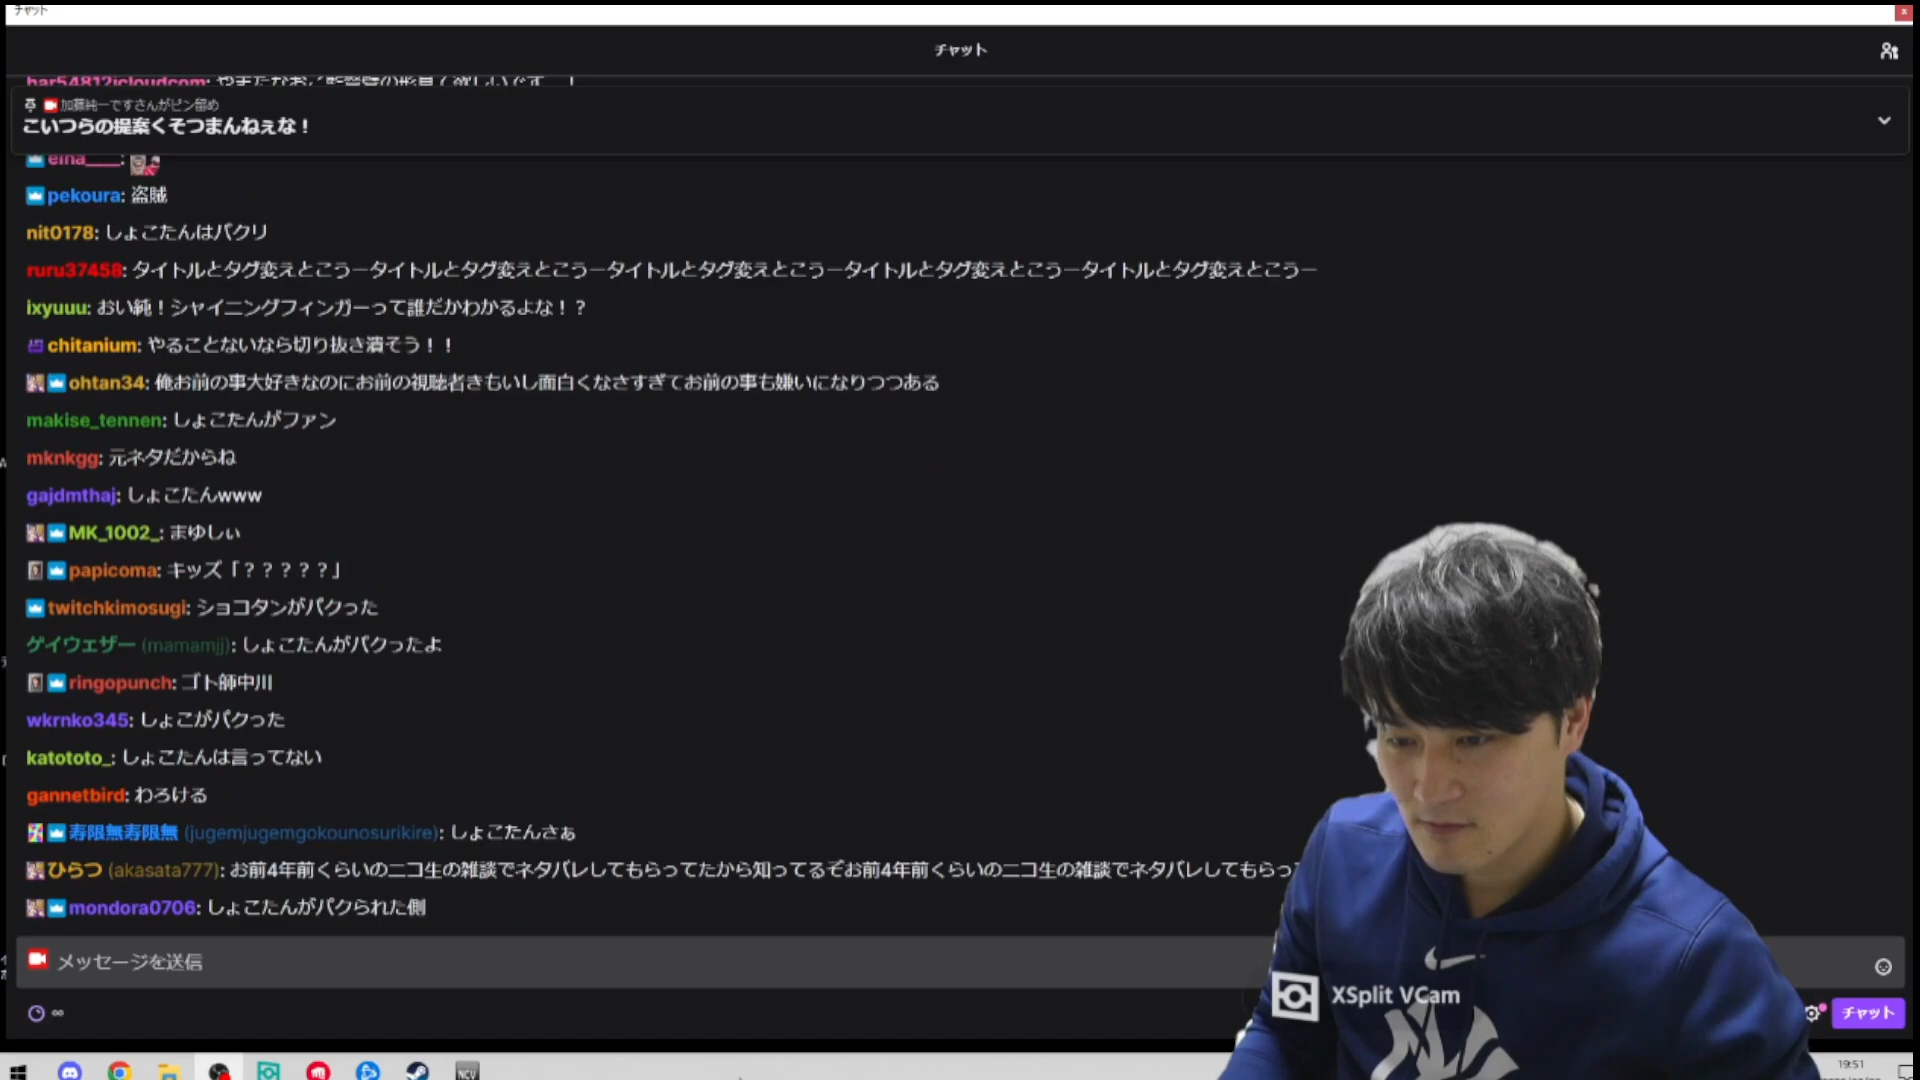 チャット
チャット
加藤純一ですさんがピン留め
こいつらの提案くそつまんねぇな！
eina____:
pekoura: 盗賊
nit0178: しょこたんはパクリ
ruru37458: タイトルとタグ変えとこうータイトルとタグ変えとこうータイトルとタグ変えとこうータイトルとタグ変えとこうータイトルとタグ変えとこうー
ixyuuu: おい純！シャイニングフィンガーって誰だかわかるよな！？
chitanium: やることないなら切り抜き潰そう！！
ohtan34: 俺お前の事大好きなのにお前の視聴者きもいし面白くなさすぎてお前の事も嫌いになりつつある
makise_tennen: しょこたんがファン
mknkgg: 元ネタだからね
gajdmthaj: しょこたんwww
MK_1002_: まゆしぃ
papicoma: キッズ「？？？？？」
twitchkimosugi: ショコタンがパクった
ゲイウェザー (mamamjj): しょこたんがパクったよ
ringopunch: ゴト師中川
wkrnko345: しょこがパクった
katototo_: しょこたんは言ってない
gannetbird: わろける
寿限無寿限無 (jugemjugemgokounosurikire): しょこたんさぁ
ひらつ (akasata777): お前4年前くらいのニコ生の雑談でネタバレしてもらってたから知ってるぞお前4年前くらいのニコ生の雑談でネタバレしてもらっ
mondora0706: しょこたんがパクられた側
メッセージを送信
XSplit VCam
チャット
NCV
19:51